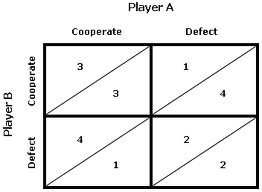 Player A
Cooperate Defect
Player B
Cooperate
3 1
3 4
Defect
4 2
1 2